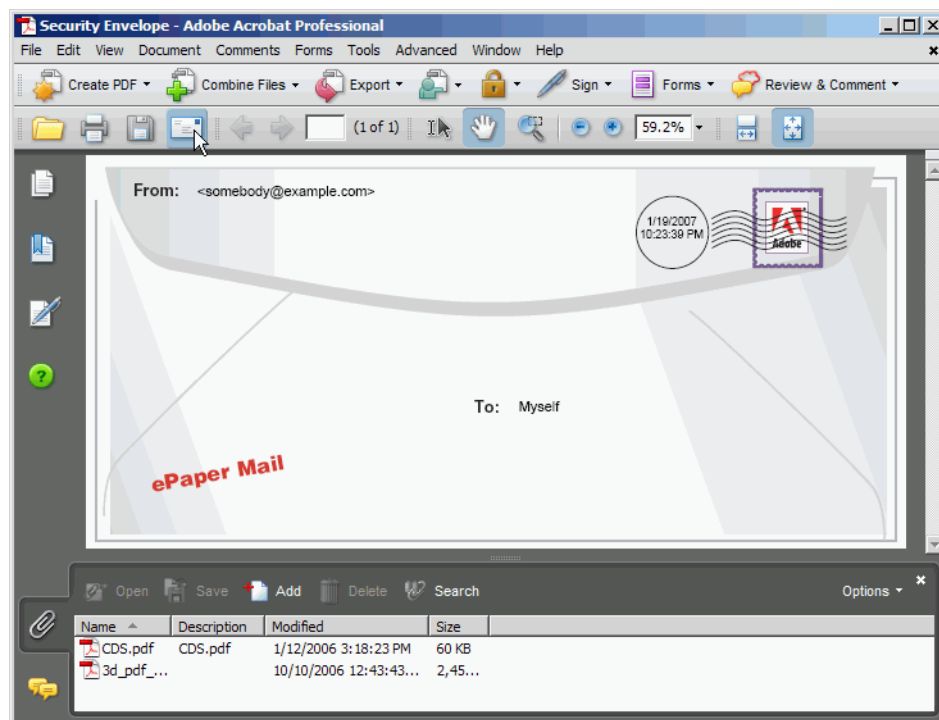 Security Envelope - Adobe Acrobat Professional
File Edit View Document Comments Forms Tools Advanced Window Help
Create PDF Combine Files Export Sign Forms Review & Comment
(1 of 1) 59.2%
From: <somebody@example.com>
1/19/2007
10:23:39 PM
Adobe
To: Myself
ePaper Mail
Open Save Add Delete Search Options
Name Description Modified Size
CDS.pdf CDS.pdf 1/12/2006 3:18:23 PM 60 KB
3d_pdf_... 10/10/2006 12:43:43... 2,45...